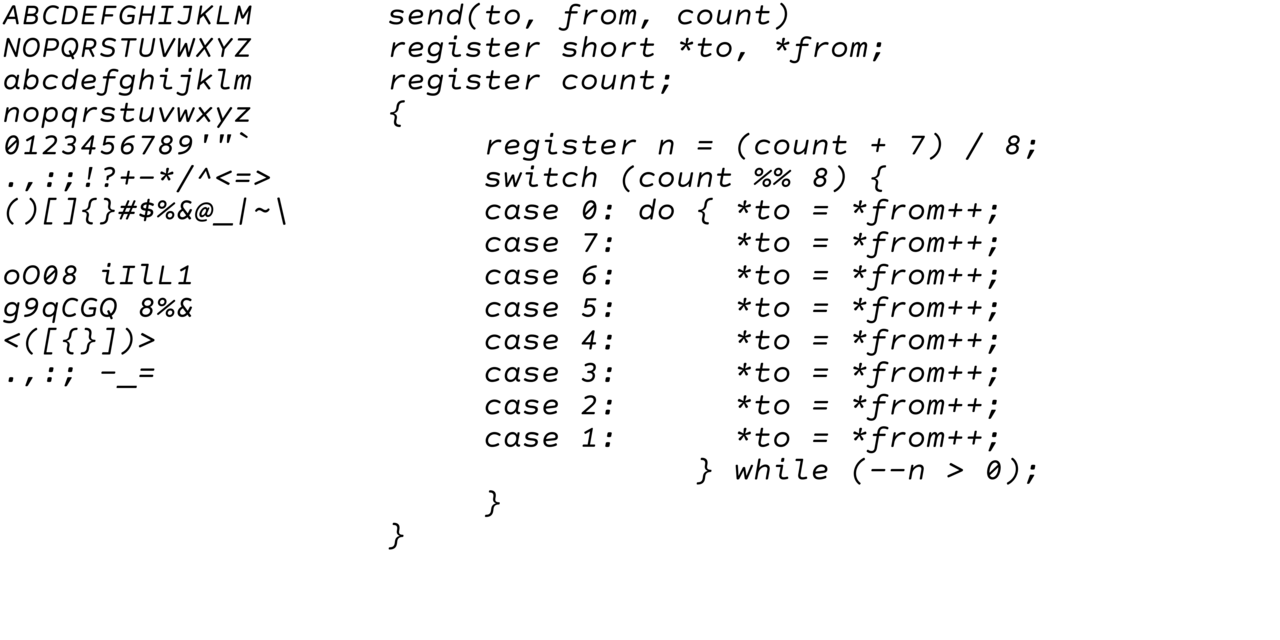 ABCDEFGHIJKLM
NOPQRSTUVWXYZ
abcdefghijklm
nopqrstuvwxyz
0123456789'"`
.,:;!?+-*/^<=>
()[]{}#$%&@_|~\
oO08 iIlL1
g9qCGQ 8%&
<([{}])>
.,:; -_=
send(to, from, count)
register short *to, *from;
register count;
{
     register n = (count + 7) / 8;
     switch (count %% 8) {
     case 0: do { *to = *from++;
     case 7:      *to = *from++;
     case 6:      *to = *from++;
     case 5:      *to = *from++;
     case 4:      *to = *from++;
     case 3:      *to = *from++;
     case 2:      *to = *from++;
     case 1:      *to = *from++;
                } while (--n > 0);
     }
}